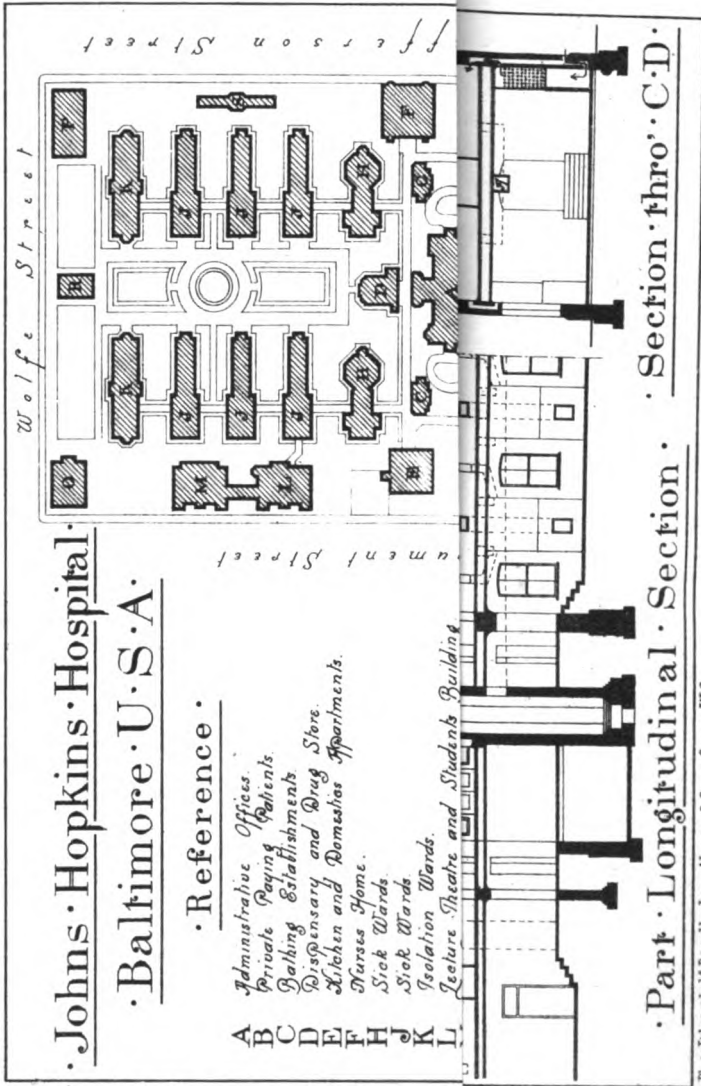 · Johns · Hopkins · Hospital ·
· Baltimore · U · S · A ·
· Reference ·
A Administrative Offices.
B Private Paying Patients.
C Bathing Establishments.
D Dispensary and Drug Store.
E Kitchen and Domestics Apartments.
F Nurses Home.
H Sick Wards.
J Sick Wards.
K Isolation Wards.
L Lecture Theatre and Students Building
Wolfe Street
fferson Street
ument Street
O
R
P
K
K
J
J
J
J
J
J
M
L
H
H
D
E
F
C
C
· Part · Longitudinal · Section ·
· Section · thro'' C · D ·